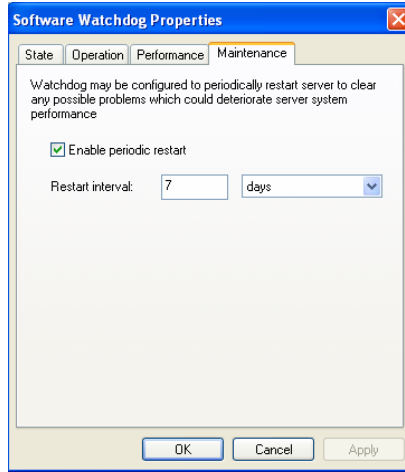 Software Watchdog Properties
State Operation Performance Maintenance
Watchdog may be configured to periodically restart server to clear
any possible problems which could deteriorate server system
performance
Enable periodic restart
Restart interval: 7 days
OK Cancel Apply